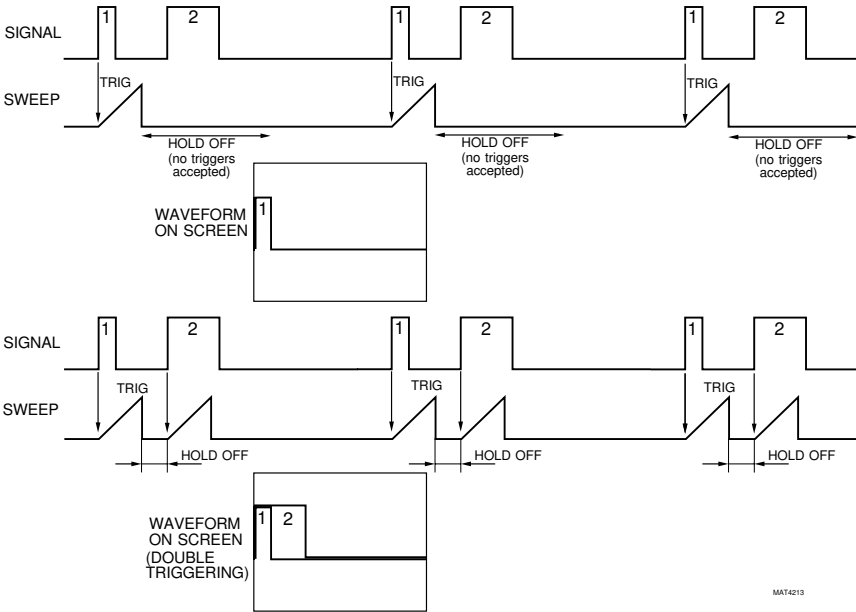 1 2 1 2 1 2
SIGNAL
TRIG TRIG TRIG
SWEEP
HOLD OFF
(no triggers
accepted)
HOLD OFF
(no triggers
accepted)
HOLD OFF
(no triggers
accepted)
WAVEFORM
ON SCREEN
1
1 2 1 2 1 2
SIGNAL
TRIG TRIG TRIG
SWEEP
HOLD OFF HOLD OFF HOLD OFF
WAVEFORM
ON SCREEN
(DOUBLE
TRIGGERING)
1 2
MAT4213